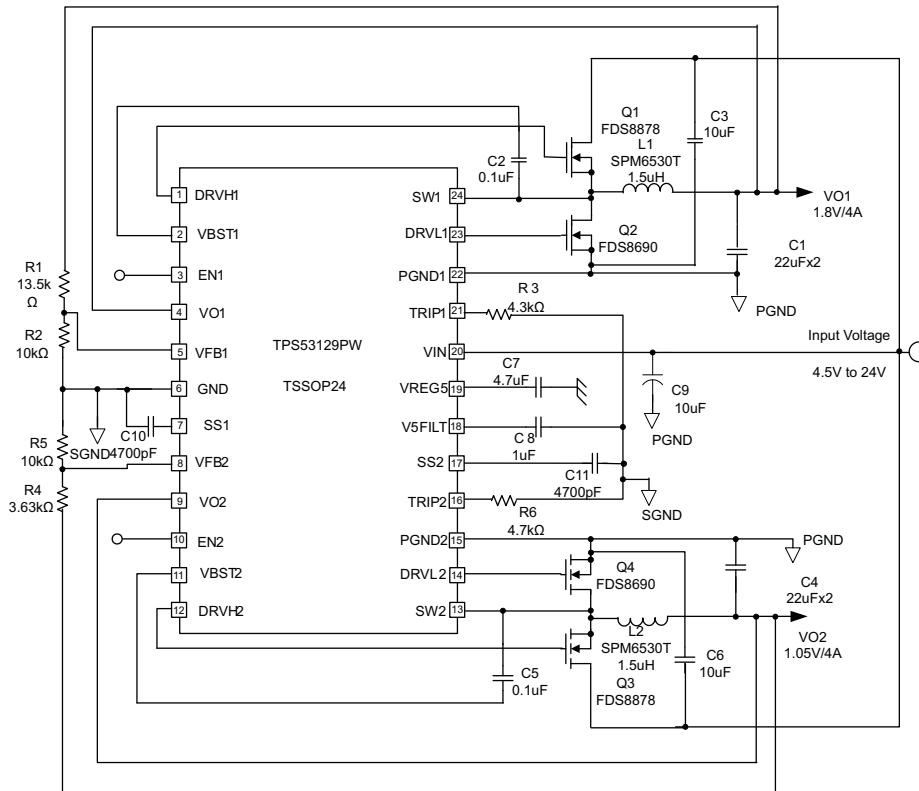 Q1
FDS8878
L1
SPM6530T
1.5uH
C3
10uF
C2
0.1uF
1
DRVH1
SW1
24
VO1
1.8V/4A
2
VBST1
DRVL1
23
Q2
FDS8690
C1
22uFx2
R1
13.5k
Ω
3
EN1
PGND1
22
PGND
4
VO1
TRIP1
21
R 3
4.3kΩ
R2
10kΩ
5
VFB1
TPS53129PW
TSSOP24
VIN
20
Input Voltage
4.5V to 24V
6
GND
VREG5
19
C7
4.7uF
C9
10uF
PGND
7
SS1
V5FILT
18
C 8
1uF
C10
4700pF
SGND
R5
10kΩ
8
VFB2
SS2
17
C11
4700pF
R4
3.63kΩ
9
VO2
TRIP2
16
R6
4.7kΩ
SGND
10
EN2
PGND2
15
PGND
11
VBST2
DRVL2
14
Q4
FDS8690
C4
22uFx2
12
DRVH2
SW2
13
L2
SPM6530T
1.5uH
Q3
FDS8878
C6
10uF
VO2
1.05V/4A
C5
0.1uF